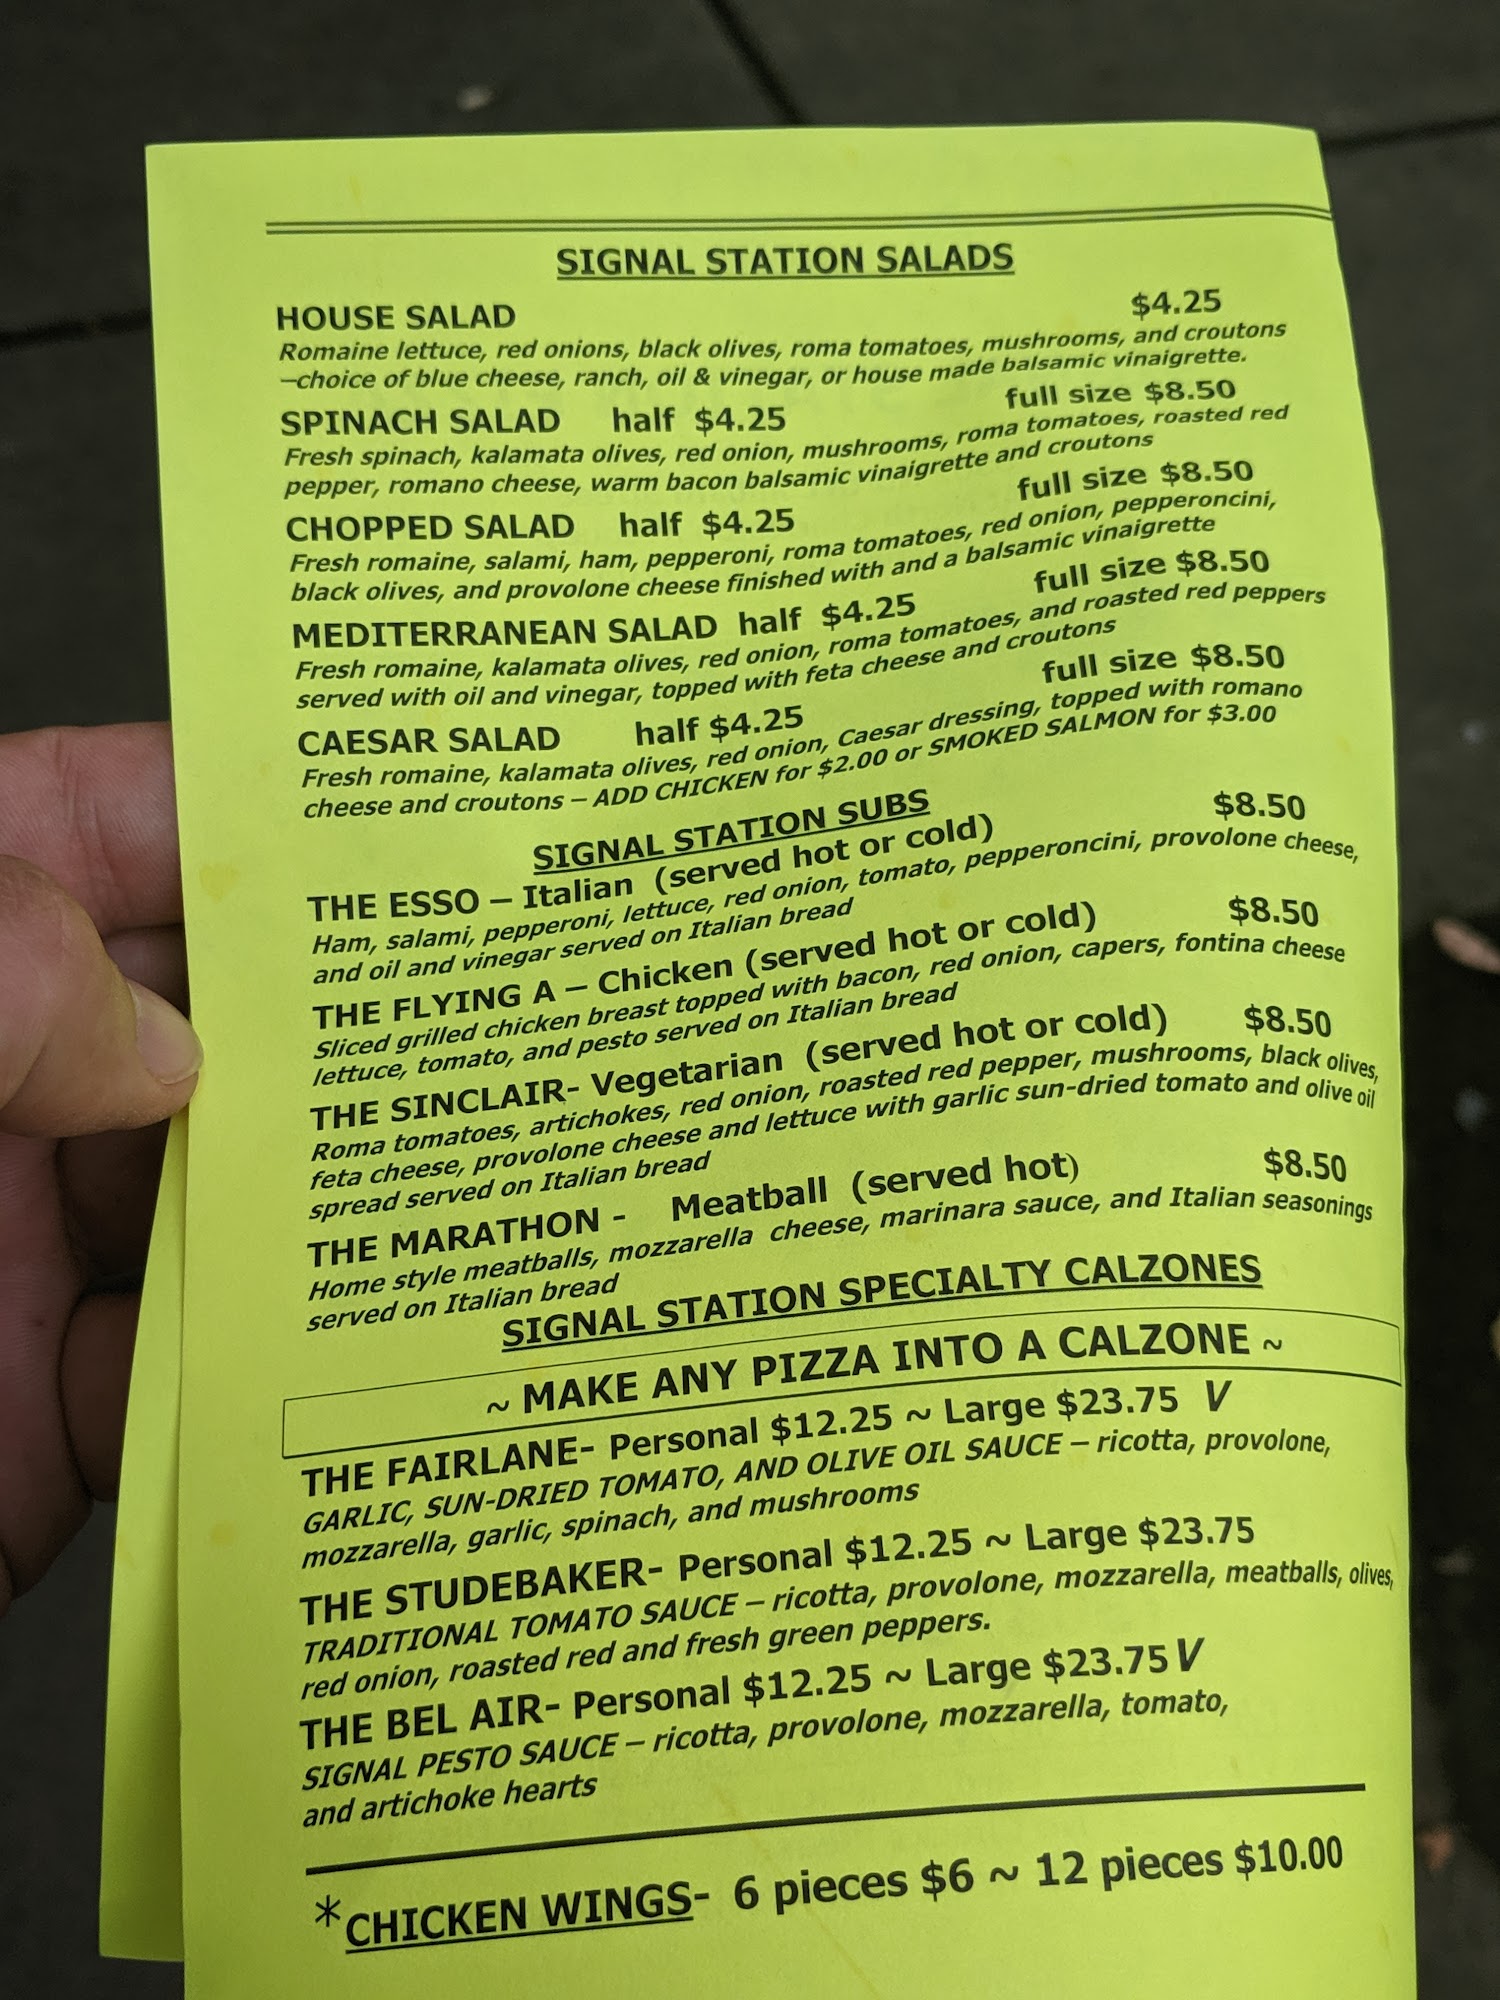 SIGNAL STATION SALADS
HOUSE SALAD $4.25
Romaine lettuce, red onions, black olives, roma tomatoes, mushrooms, and croutons
—choice of blue cheese, ranch, oil & vinegar, or house made balsamic vinaigrette.
SPINACH SALAD half $4.25 full size $8.50
Fresh spinach, kalamata olives, red onion, mushrooms, roma tomatoes, roasted red
pepper, romano cheese, warm bacon balsamic vinaigrette and croutons
CHOPPED SALAD half $4.25 full size $8.50
Fresh romaine, salami, ham, pepperoni, roma tomatoes, red onion, pepperoncini,
black olives, and provolone cheese finished with and a balsamic vinaigrette
MEDITERRANEAN SALAD half $4.25 full size $8.50
Fresh romaine, kalamata olives, red onion, roma tomatoes, and roasted red peppers
served with oil and vinegar, topped with feta cheese and croutons
CAESAR SALAD half $4.25 full size $8.50
Fresh romaine, kalamata olives, red onion, Caesar dressing, topped with romano
cheese and croutons – ADD CHICKEN for $2.00 or SMOKED SALMON for $3.00
SIGNAL STATION SUBS
THE ESSO – Italian (served hot or cold) $8.50
Ham, salami, pepperoni, lettuce, red onion, tomato, pepperoncini, provolone cheese,
and oil and vinegar served on Italian bread
THE FLYING A – Chicken (served hot or cold) $8.50
Sliced grilled chicken breast topped with bacon, red onion, capers, fontina cheese
lettuce, tomato, and pesto served on Italian bread
THE SINCLAIR- Vegetarian (served hot or cold) $8.50
Roma tomatoes, artichokes, red onion, roasted red pepper, mushrooms, black olives,
feta cheese, provolone cheese and lettuce with garlic sun-dried tomato and olive oil
spread served on Italian bread
THE MARATHON - Meatball (served hot) $8.50
Home style meatballs, mozzarella cheese, marinara sauce, and Italian seasonings
served on Italian bread
SIGNAL STATION SPECIALTY CALZONES
~ MAKE ANY PIZZA INTO A CALZONE ~
THE FAIRLANE- Personal $12.25 ~ Large $23.75 V
GARLIC, SUN-DRIED TOMATO, AND OLIVE OIL SAUCE – ricotta, provolone,
mozzarella, garlic, spinach, and mushrooms
THE STUDEBAKER- Personal $12.25 ~ Large $23.75
TRADITIONAL TOMATO SAUCE – ricotta, provolone, mozzarella, meatballs, olives,
red onion, roasted red and fresh green peppers.
THE BEL AIR- Personal $12.25 ~ Large $23.75 V
SIGNAL PESTO SAUCE – ricotta, provolone, mozzarella, tomato,
and artichoke hearts
*CHICKEN WINGS- 6 pieces $6 ~ 12 pieces $10.00